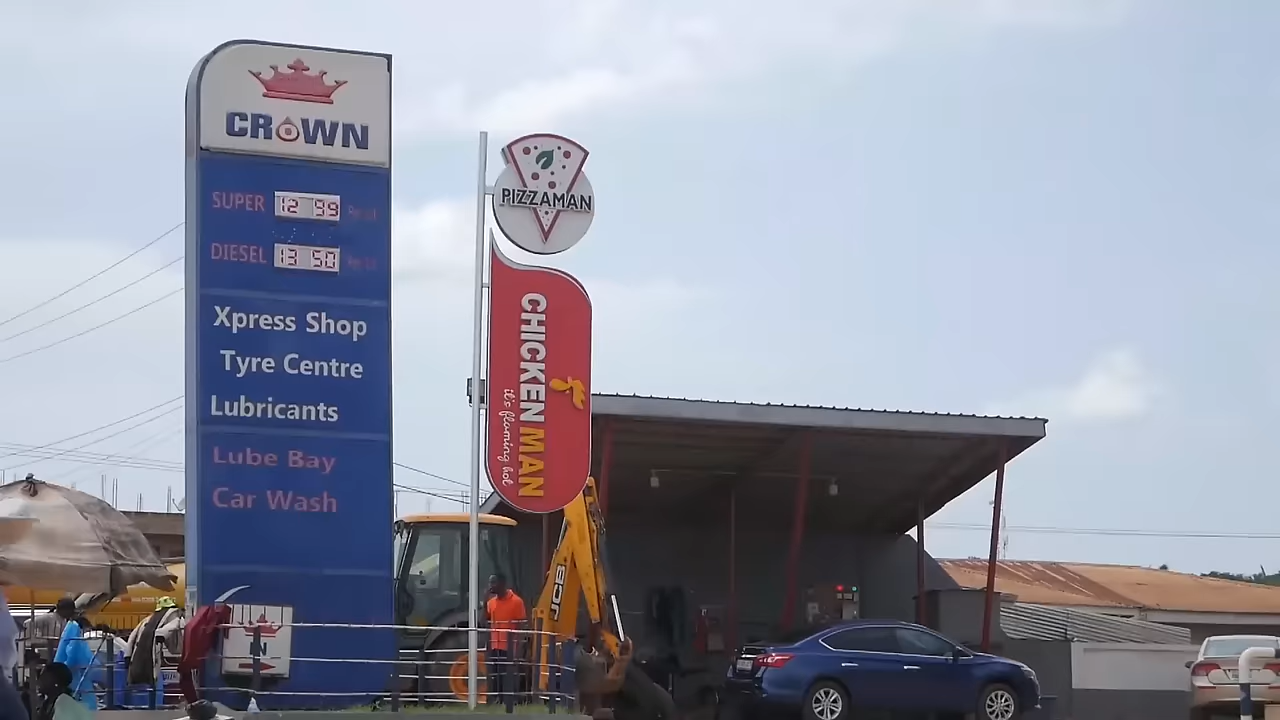 CROWN
SUPER 12 99
DIESEL 13 50
Xpress Shop
Tyre Centre
Lubricants
Lube Bay
Car Wash
IN
PIZZAMAN
CHICKEN MAN
it's flaming hot
JCB